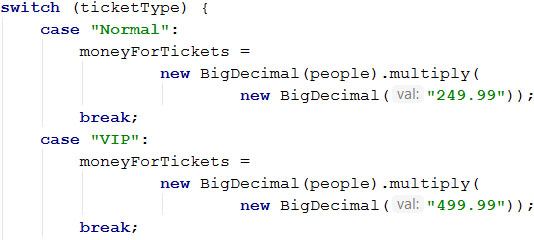 switch (ticketType) {
    case "Normal":
        moneyForTickets =
                new BigDecimal(people).multiply(
                        new BigDecimal( val: "249.99"));
        break;
    case "VIP":
        moneyForTickets =
                new BigDecimal(people).multiply(
                        new BigDecimal( val: "499.99"));
        break;